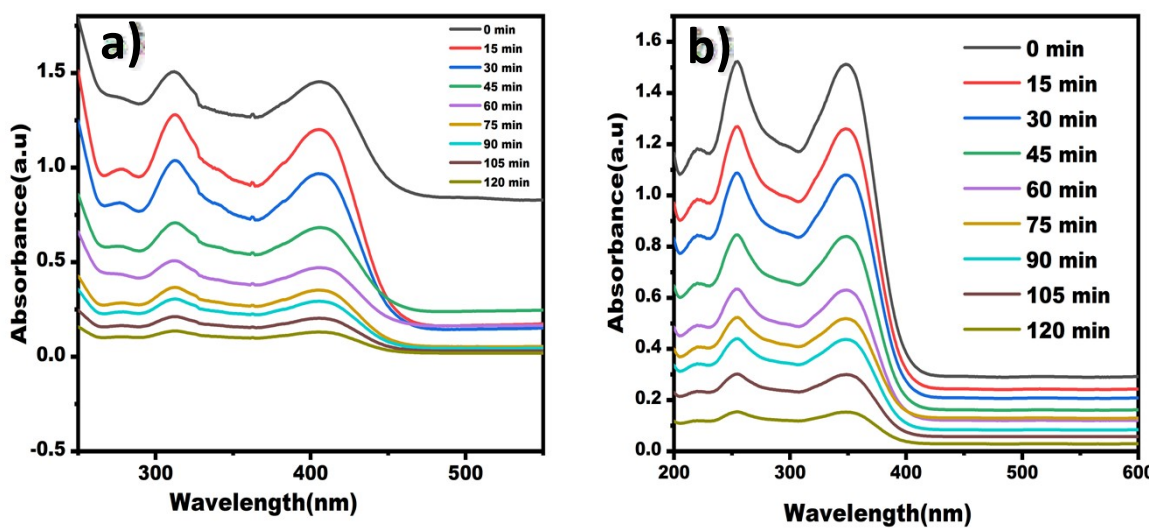 a)
0 min
15 min
30 min
45 min
60 min
75 min
90 min
105 min
120 min
1.5
1.0
0.5
0.0
-0.5
300
400
500
Absorbance(a.u)
Wavelength(nm)
b)
0 min
15 min
30 min
45 min
60 min
75 min
90 min
105 min
120 min
1.6
1.4
1.2
1.0
0.8
0.6
0.4
0.2
0.0
200
300
400
500
600
Absorbance(a.u)
Wavelength(nm)